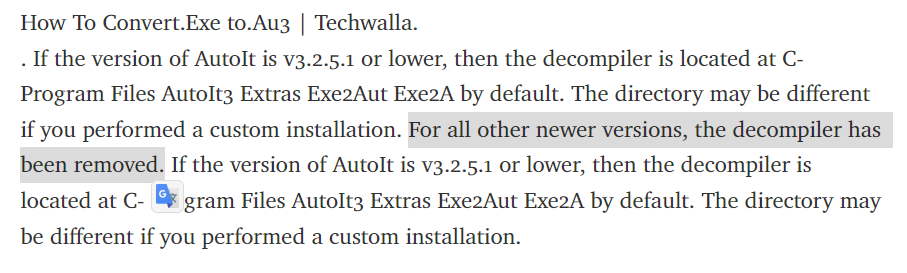 How To Convert.Exe to.Au3 | Techwalla.
. If the version of AutoIt is v3.2.5.1 or lower, then the decompiler is located at C-
Program Files AutoIt3 Extras Exe2Aut Exe2A by default. The directory may be different
if you performed a custom installation. For all other newer versions, the decompiler has
been removed. If the version of AutoIt is v3.2.5.1 or lower, then the decompiler is
located at C- gram Files AutoIt3 Extras Exe2Aut Exe2A by default. The directory may
be different if you performed a custom installation.